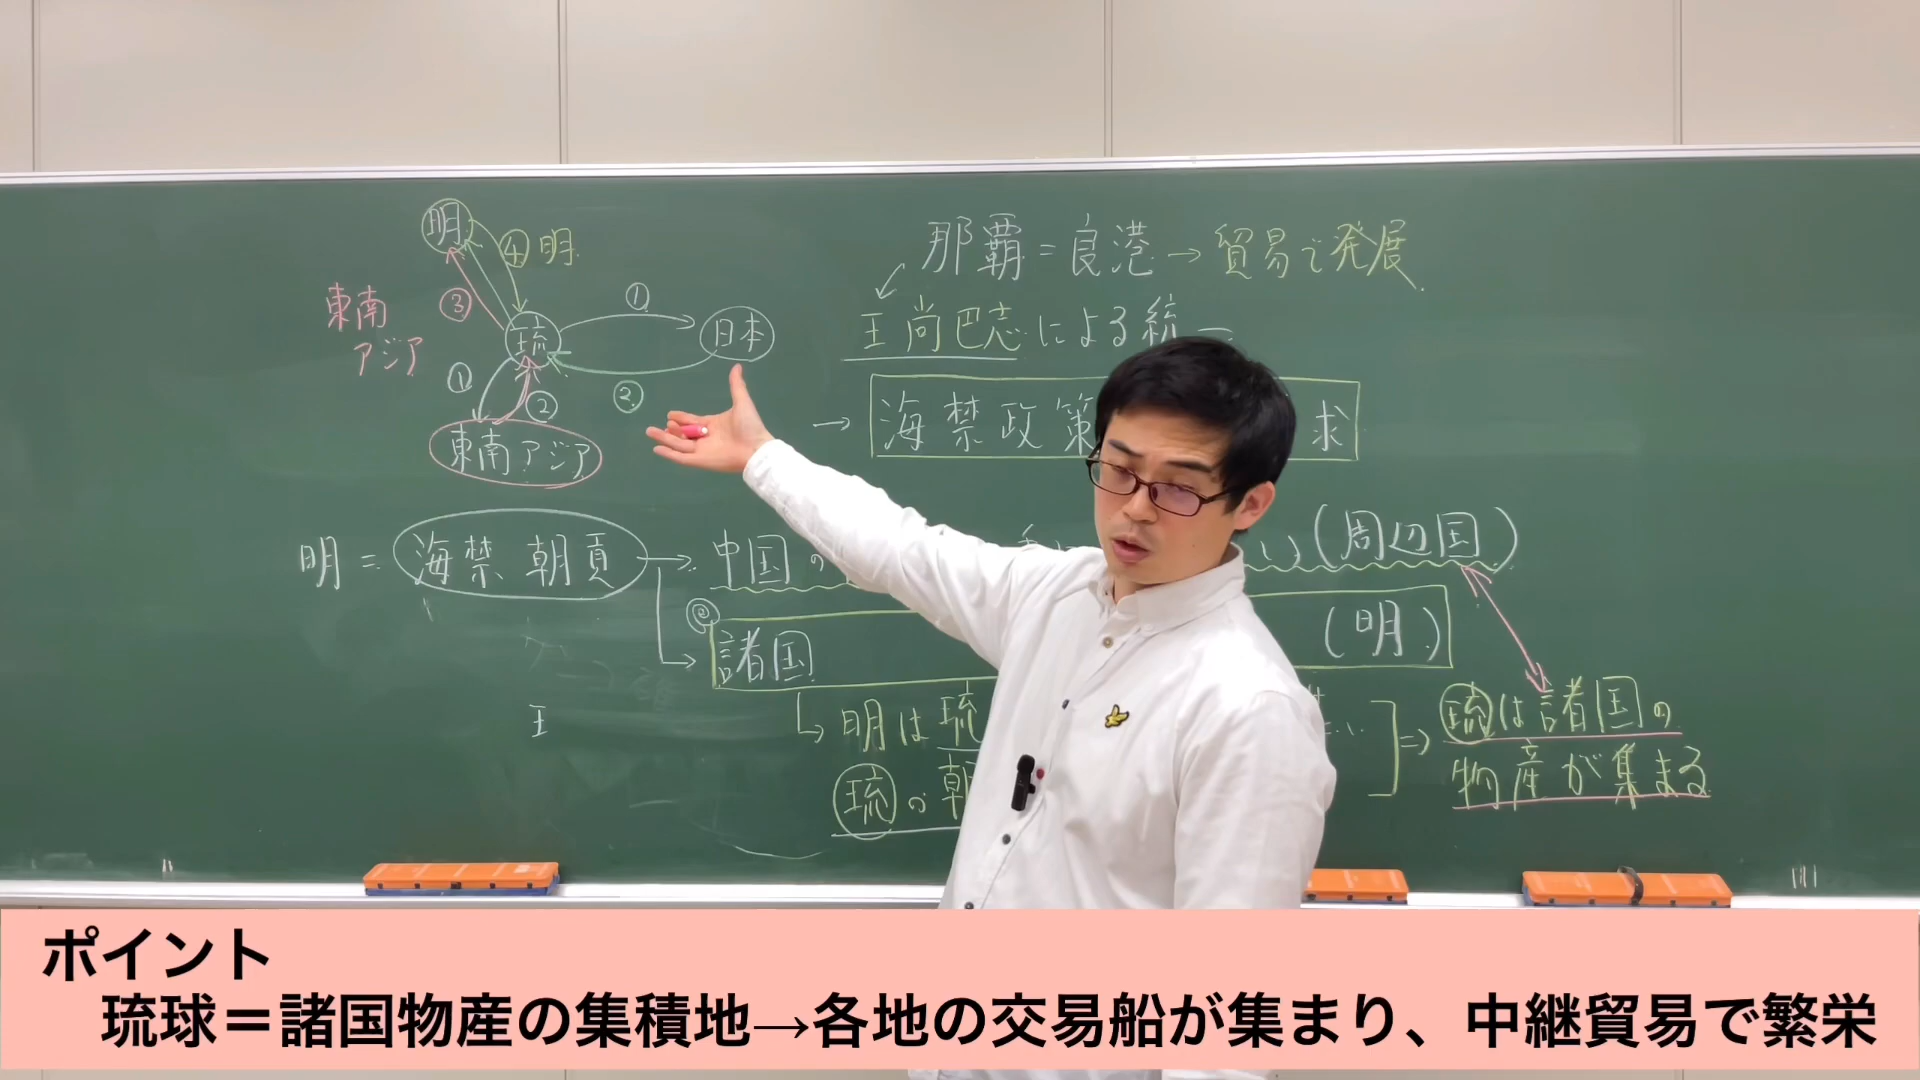 明
④明
東南
アジア
③
琉
①
日本
①
②
②
東南アジア
那覇=良港→貿易で発展
王尚巴志による統一
→海禁政策
求
明=海禁 朝貢→中国の
い(周辺国)
諸国
(明)
王
明は琉
琉の朝
⇒琉は諸国の
物産が集まる
ポイント
琉球＝諸国物産の集積地→各地の交易船が集まり、中継貿易で繁栄